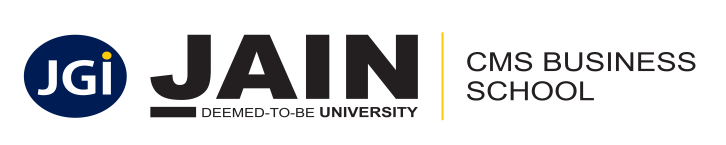 JGi
JAIN
DEEMED-TO-BE UNIVERSITY
CMS BUSINESS
SCHOOL